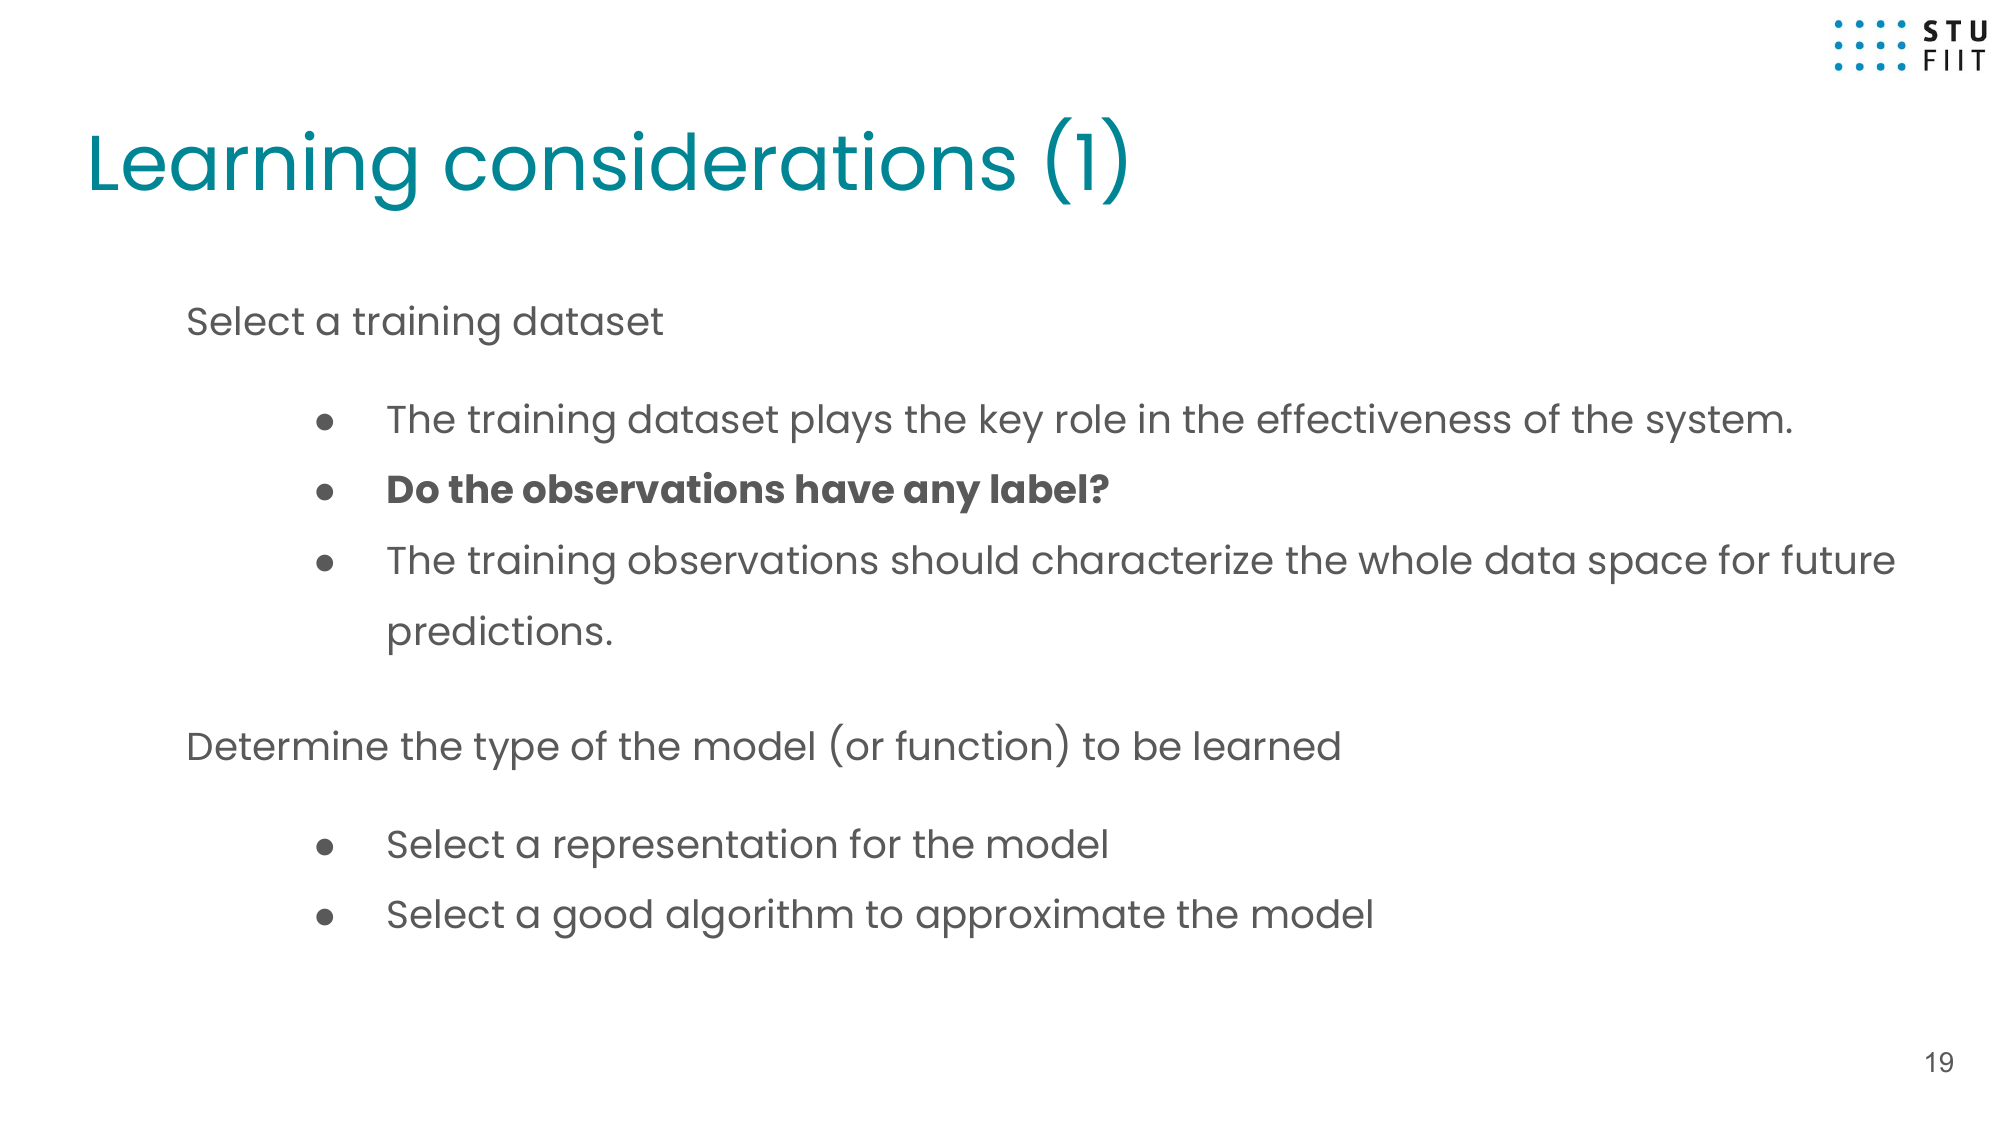 STU
FIIT
Learning considerations (1)
Select a training dataset
● The training dataset plays the key role in the effectiveness of the system.
● Do the observations have any label?
● The training observations should characterize the whole data space for future
predictions.
Determine the type of the model (or function) to be learned
● Select a representation for the model
● Select a good algorithm to approximate the model
19